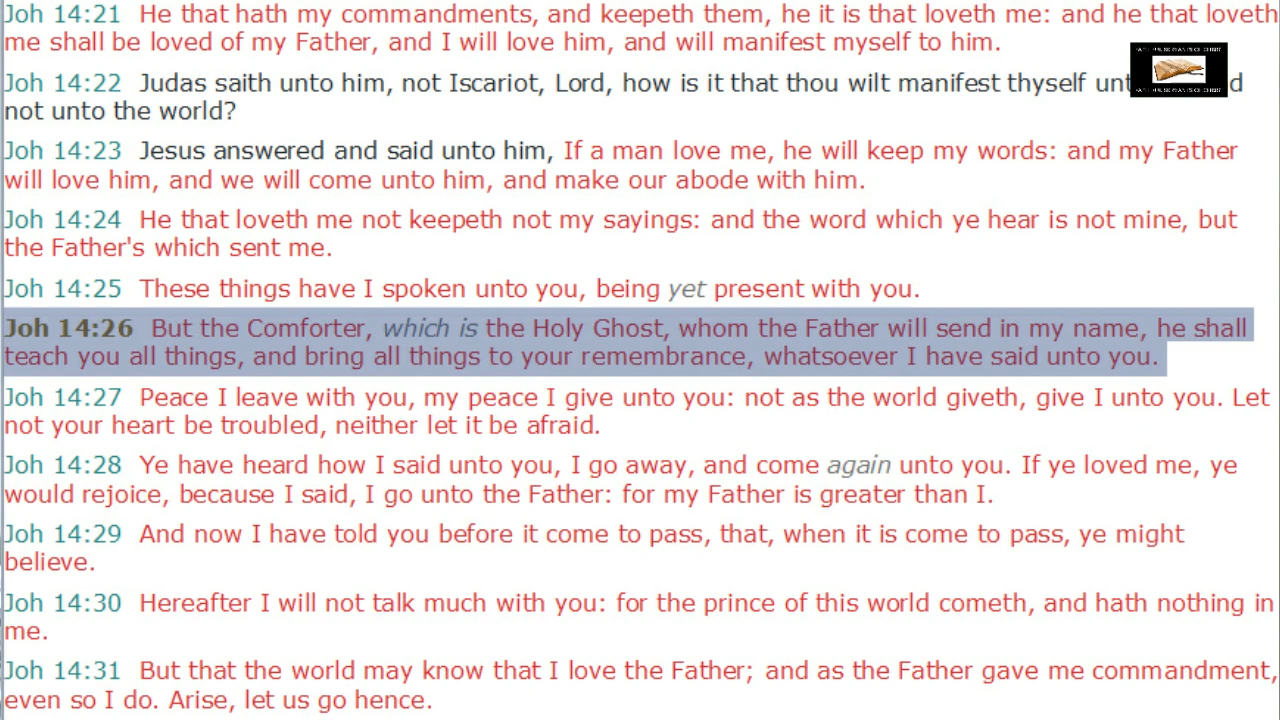 Joh 14:21 He that hath my commandments, and keepeth them, he it is that loveth me: and he that loveth
me shall be loved of my Father, and I will love him, and will manifest myself to him.
Joh 14:22 Judas saith unto him, not Iscariot, Lord, how is it that thou wilt manifest thyself
not unto the world?
Joh 14:23 Jesus answered and said unto him, If a man love me, he will keep my words: and my Father
will love him, and we will come unto him, and make our abode with him.
Joh 14:24 He that loveth me not keepeth not my sayings: and the word which ye hear is not mine, but
the Father's which sent me.
Joh 14:25 These things have I spoken unto you, being yet present with you.
Joh 14:26 But the Comforter, which is the Holy Ghost, whom the Father will send in my name, he shall
teach you all things, and bring all things to your remembrance, whatsoever I have said unto you.
Joh 14:27 Peace I leave with you, my peace I give unto you: not as the world giveth, give I unto you. Let
not your heart be troubled, neither let it be afraid.
Joh 14:28 Ye have heard how I said unto you, I go away, and come again unto you. If ye loved me, ye
would rejoice, because I said, I go unto the Father: for my Father is greater than I.
Joh 14:29 And now I have told you before it come to pass, that, when it is come to pass, ye might
believe.
Joh 14:30 Hereafter I will not talk much with you: for the prince of this world cometh, and hath nothing in
me.
Joh 14:31 But that the world may know that I love the Father; and as the Father gave me commandment,
even so I do. Arise, let us go hence.